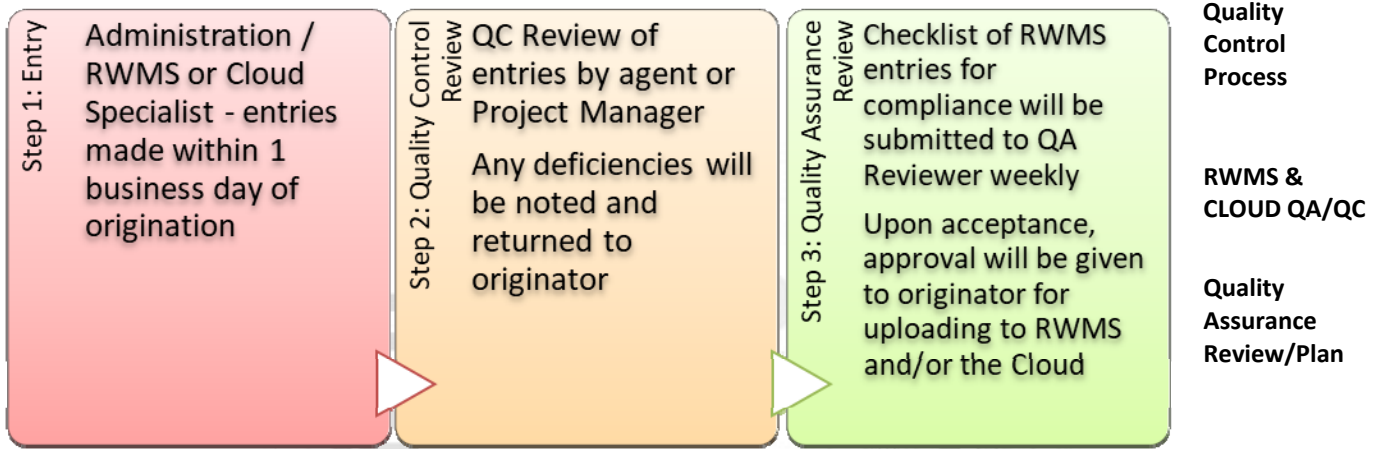 Step 1: Entry
Administration /
RWMS or Cloud
Specialist - entries
made within 1
business day of
origination
Step 2: Quality Control
Review
QC Review of
entries by agent or
Project Manager
Any deficiencies will
be noted and
returned to
originator
Step 3: Quality Assurance
Review
Checklist of RWMS
entries for
compliance will be
submitted to QA
Reviewer weekly
Upon acceptance,
approval will be given
to originator for
uploading to RWMS
and/or the Cloud
Quality
Control
Process
RWMS &
CLOUD QA/QC
Quality
Assurance
Review/Plan